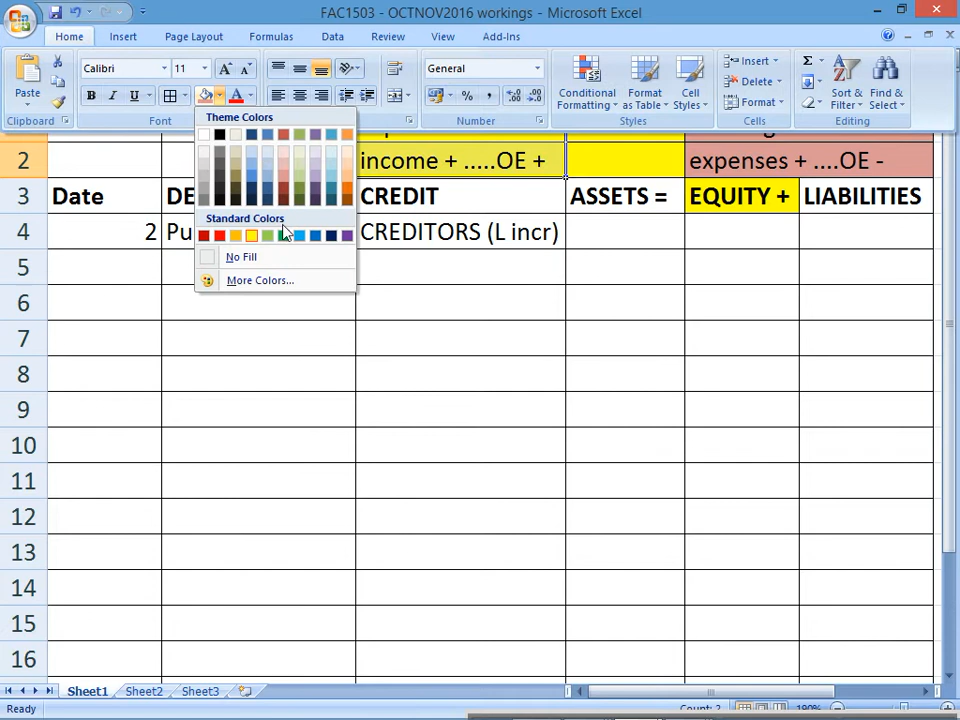 FAC1503 - OCTNOV2016 workings - Microsoft Excel
Home Insert Page Layout Formulas Data Review View Add-Ins
Paste
Clipboard
Calibri 11
B I U
Font
General
Number
Conditional Formatting
Format as Table
Cell Styles
Styles
Insert
Delete
Format
Cells
Sort & Filter
Find & Select
Editing
Theme Colors
Standard Colors
No Fill
More Colors...
2 income + .....OE + expenses + ....OE -
3 Date DE CREDIT ASSETS = EQUITY + LIABILITIES
4 2 Pu CREDITORS (L incr)
5
6
7
8
9
10
11
12
13
14
15
16
Sheet1 Sheet2 Sheet3
Ready Count: 2 190%